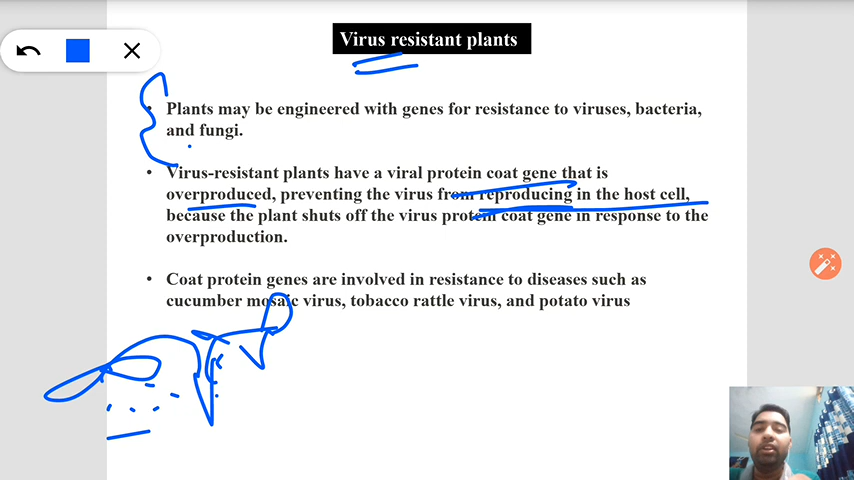 Virus resistant plants
• Plants may be engineered with genes for resistance to viruses, bacteria,
and fungi.
• Virus-resistant plants have a viral protein coat gene that is
overproduced, preventing the virus from reproducing in the host cell,
because the plant shuts off the virus protein coat gene in response to the
overproduction.
• Coat protein genes are involved in resistance to diseases such as
cucumber mosaic virus, tobacco rattle virus, and potato virus